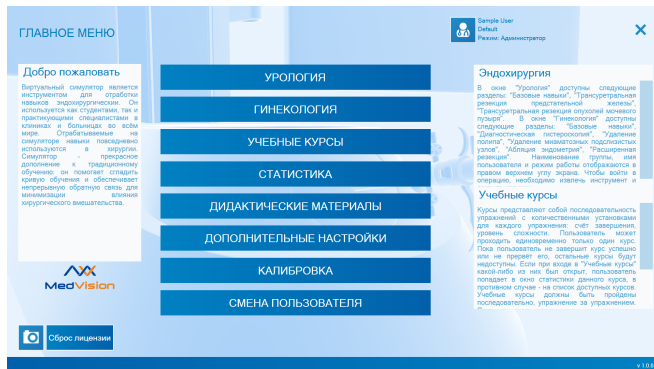 ГЛАВНОЕ МЕНЮ
Sample User
Default
Режим: Администратор
Добро пожаловать
Виртуальный симулятор является
инструментом для отработки
навыков эндохирургически. Он
используется как студентами, так и
практикующими специалистами в
клиниках и больницах во всём
мире. Отрабатываемые на
симуляторе навыки повседневно
используются в хирургии.
Симулятор - прекрасное
дополнение к традиционному
обучению: он помогает сгладить
кривую обучения и обеспечивает
непрерывную обратную связь для
минимизации влияния
хирургического вмешательства.
MedVision
Сброс лицензии
УРОЛОГИЯ
ГИНЕКОЛОГИЯ
УЧЕБНЫЕ КУРСЫ
СТАТИСТИКА
ДИДАКТИЧЕСКИЕ МАТЕРИАЛЫ
ДОПОЛНИТЕЛЬНЫЕ НАСТРОЙКИ
КАЛИБРОВКА
СМЕНА ПОЛЬЗОВАТЕЛЯ
Эндохирургия
В окне "Урология" доступны следующие
разделы: "Базовые навыки", "Трансуретральная
резекция предстательной железы",
"Трансуретральная резекция опухолей мочевого
пузыря". В окне "Гинекология" доступны
следующие разделы: "Базовые навыки",
"Диагностическая гистероскопия", "Удаление
полипа", "Удаление миаматозных подслизистых
узлов", "Абляция эндометрия", "Расширенная
резекция". Наименование группы, имя
пользователя и режим работы отображаются в
правом верхнем углу экрана. Чтобы войти в
операцию, необходимо извлечь инструмент и
Учебные курсы
Курсы представляют собой последовательность
упражнений с количественными установками
для каждого упражнения: счёт завершения,
уровень сложности. Пользователь может
проходить единовременно только один курс.
Пока пользователь не завершит курс успешно
или не прервёт его, остальные курсы будут
недоступны. Если при входе в "Учебные курсы"
какой-либо из них был открыт, пользователь
попадает в окно статистики данного курса, в
противном случае - на список доступных курсов.
Учебные курсы должны быть пройдены
последовательно, упражнение за упражнением.